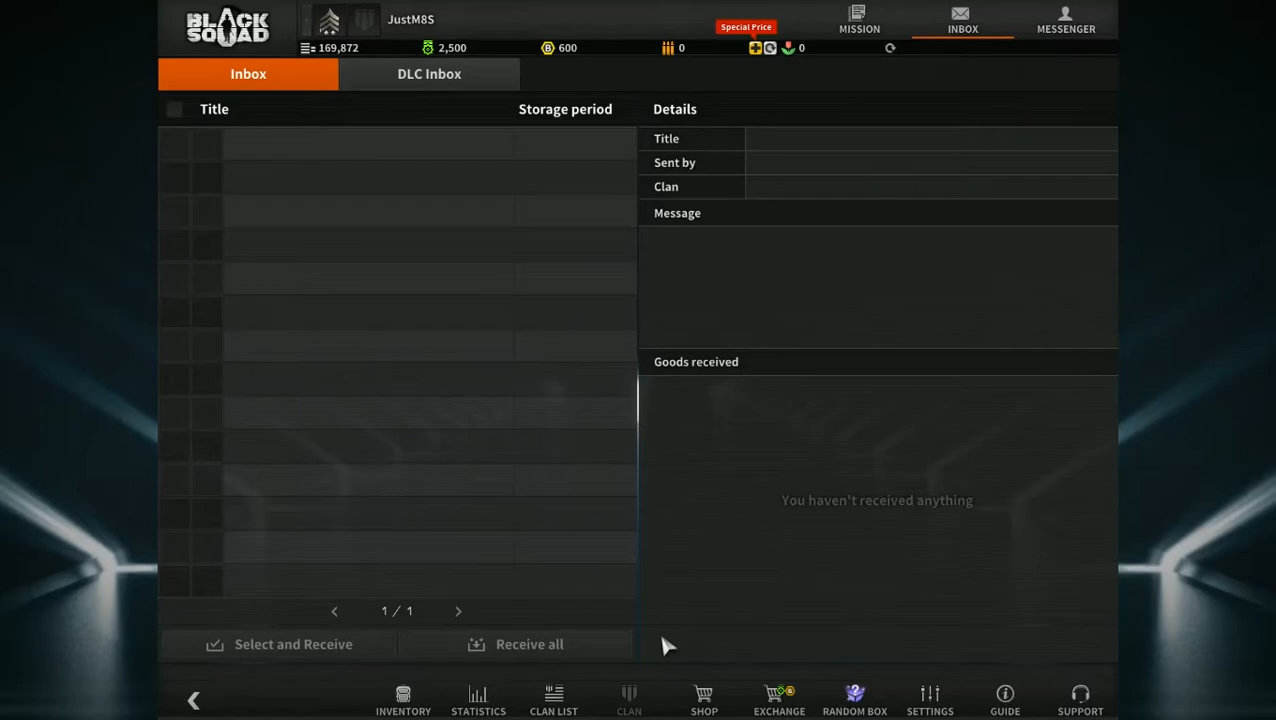 BLACK
SQUAD
JustM8S
169,872
2,500
B 600
0
Special Price
0
MISSION
INBOX
MESSENGER
Inbox
DLC Inbox
Title
Storage period
Details
Title
Sent by
Clan
Message
Goods received
You haven't received anything
1 / 1
Select and Receive
Receive all
INVENTORY
STATISTICS
CLAN LIST
CLAN
SHOP
EXCHANGE
RANDOM BOX
SETTINGS
GUIDE
SUPPORT